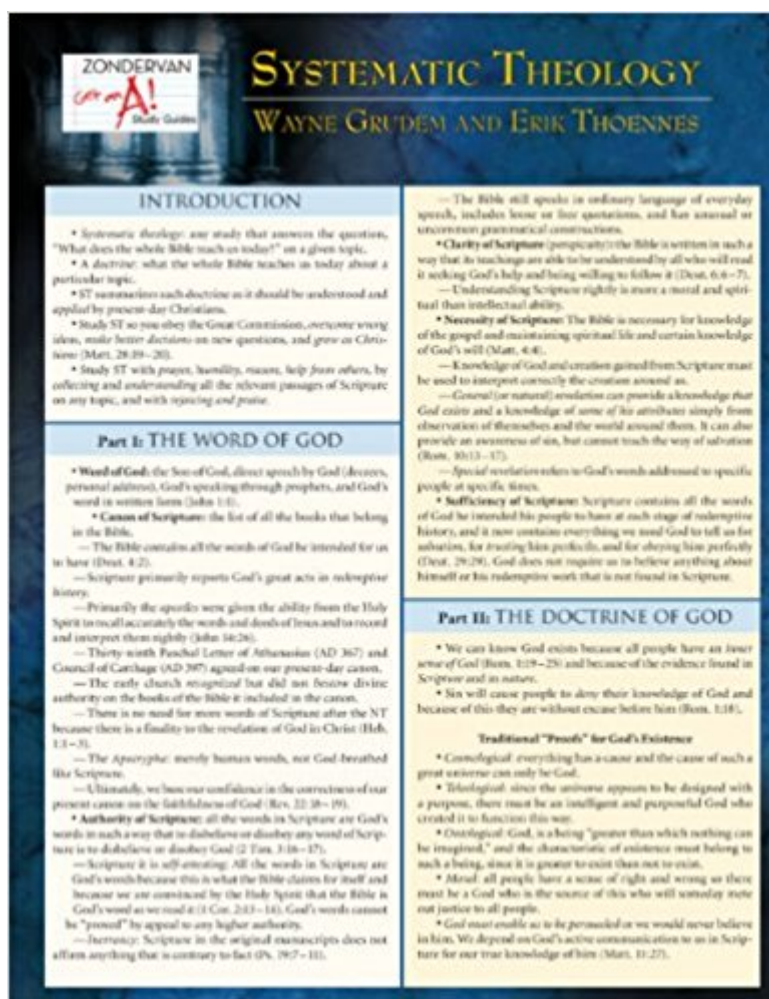 ZONDERVAN
Get an A!
Study Guides
SYSTEMATIC THEOLOGY
WAYNE GRUDEM AND ERIK THOENNES
INTRODUCTION
• Systematic theology: any study that answers the question,
"What does the whole Bible teach us today?" on a given topic.
• A doctrine: what the whole Bible teaches us today about a
particular topic.
• ST summarizes each doctrine as it should be understood and
applied by present-day Christians.
• Study ST so you obey the Great Commission, overcome wrong
ideas, make better decisions on new questions, and grow as Chris-
tians (Matt. 28:19–20).
• Study ST with prayer, humility, reason, help from others, by
collecting and understanding all the relevant passages of Scripture
on any topic, and with rejoicing and praise.
Part I: THE WORD OF GOD
• Word of God: the Son of God, direct speech by God (decrees,
personal address), God's speaking through prophets, and God's
word in written form (John 1:1).
• Canon of Scripture: the list of all the books that belong
in the Bible.
—The Bible contains all the words of God he intended for us
to have (Deut. 4:2).
—Scripture primarily reports God's great acts in redemptive
history.
—Primarily the apostles were given the ability from the Holy
Spirit to recall accurately the words and deeds of Jesus and to record
and interpret them rightly (John 14:26).
—Thirty-ninth Paschal Letter of Athanasius (AD 367) and
Council of Carthage (AD 397) agreed on our present-day canon.
—The early church recognized but did not bestow divine
authority on the books of the Bible it included in the canon.
—There is no need for more words of Scripture after the NT
because there is a finality to the revelation of God in Christ (Heb.
1:1–3).
—The Apocrypha: merely human words, not God-breathed
like Scripture.
—Ultimately, we base our confidence in the correctness of our
present canon on the faithfulness of God (Rev. 22:18–19).
• Authority of Scripture: all the words in Scripture are God's
words in such a way that to disbelieve or disobey any word of Scrip-
ture is to disbelieve or disobey God (2 Tim. 3:16–17).
—Scripture it is self-attesting: All the words in Scripture are
God's words because this is what the Bible claims for itself and
because we are convinced by the Holy Spirit that the Bible is
God's word as we read it (1 Cor. 2:13–14). God's words cannot
be "proved" by appeal to any higher authority.
—Inerrancy: Scripture in the original manuscripts does not
affirm anything that is contrary to fact (Ps. 19:7–11).
—The Bible still speaks in ordinary language of everyday
speech, includes loose or free quotations, and has unusual or
uncommon grammatical constructions.
• Clarity of Scripture (perspicuity): the Bible is written in such a
way that its teachings are able to be understood by all who will read
it seeking God's help and being willing to follow it (Deut. 6:6–7).
—Understanding Scripture rightly is more a moral and spiri-
tual than intellectual ability.
• Necessity of Scripture: The Bible is necessary for knowledge
of the gospel and maintaining spiritual life and certain knowledge
of God's will (Matt. 4:4).
—Knowledge of God and creation gained from Scripture must
be used to interpret correctly the creation around us.
—General (or natural) revelation can provide a knowledge that
God exists and a knowledge of some of his attributes simply from
observation of themselves and the world around them. It can also
provide an awareness of sin, but cannot teach the way of salvation
(Rom. 10:13–17).
—Special revelation refers to God's words addressed to specific
people at specific times.
• Sufficiency of Scripture: Scripture contains all the words
of God he intended his people to have at each stage of redemptive
history, and it now contains everything we need God to tell us for
salvation, for trusting him perfectly, and for obeying him perfectly
(Deut. 29:29). God does not require us to believe anything about
himself or his redemptive work that is not found in Scripture.
Part II: THE DOCTRINE OF GOD
• We can know God exists because all people have an inner
sense of God (Rom. 1:19–25) and because of the evidence found in
Scripture and in nature.
• Sin will cause people to deny their knowledge of God and
because of this they are without excuse before him (Rom. 1:18).
Traditional "Proofs" for God's Existence
• Cosmological: everything has a cause and the cause of such a
great universe can only be God.
• Teleological: since the universe appears to be designed with
a purpose, there must be an intelligent and purposeful God who
created it to function this way.
• Ontological: God, is a being "greater than which nothing can
be imagined," and the characteristic of existence must belong to
such a being, since it is greater to exist than not to exist.
• Moral: all people have a sense of right and wrong so there
must be a God who is the source of this who will someday mete
out justice to all people.
• God must enable us to be persuaded or we would never believe
in him. We depend on God's active communication to us in Scrip-
ture for our true knowledge of him (Matt. 11:27).